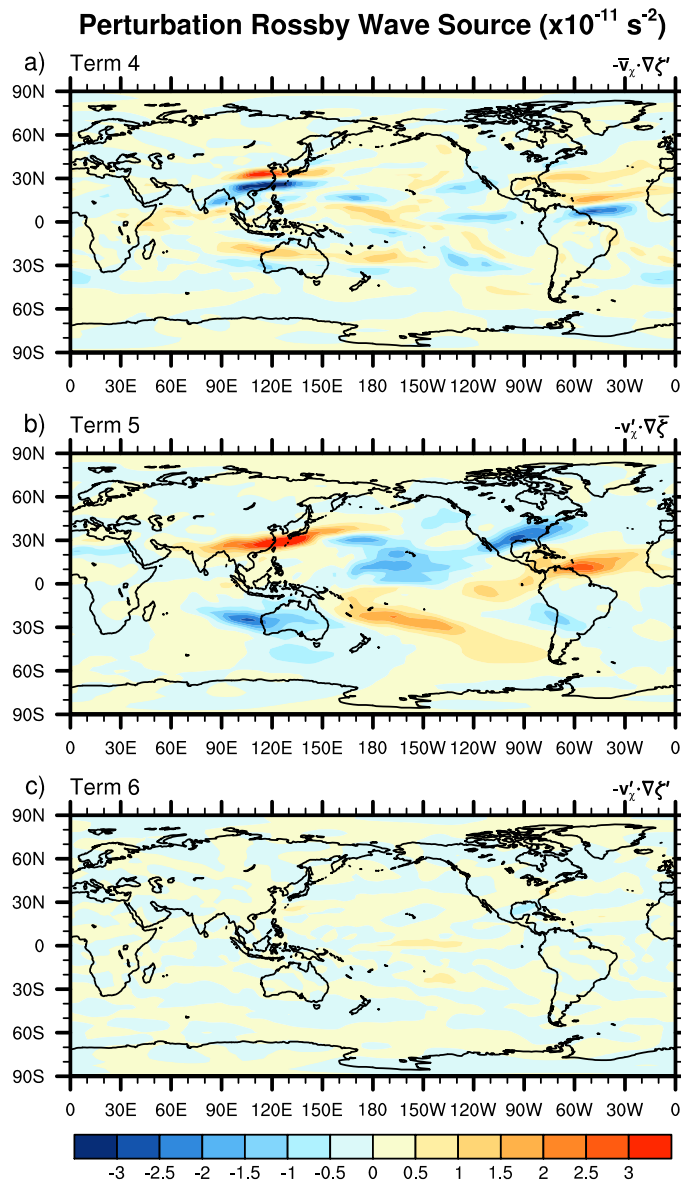 Perturbation Rossby Wave Source (x10⁻¹¹ s⁻²)
a) Term 4 -v̅χ·∇ζ′
90N
60N
30N
0
30S
60S
90S
0 30E 60E 90E 120E 150E 180 150W 120W 90W 60W 30W 0
b) Term 5 -v′χ·∇ζ̅
90N
60N
30N
0
30S
60S
90S
0 30E 60E 90E 120E 150E 180 150W 120W 90W 60W 30W 0
c) Term 6 -v′χ·∇ζ′
90N
60N
30N
0
30S
60S
90S
0 30E 60E 90E 120E 150E 180 150W 120W 90W 60W 30W 0
-3 -2.5 -2 -1.5 -1 -0.5 0 0.5 1 1.5 2 2.5 3